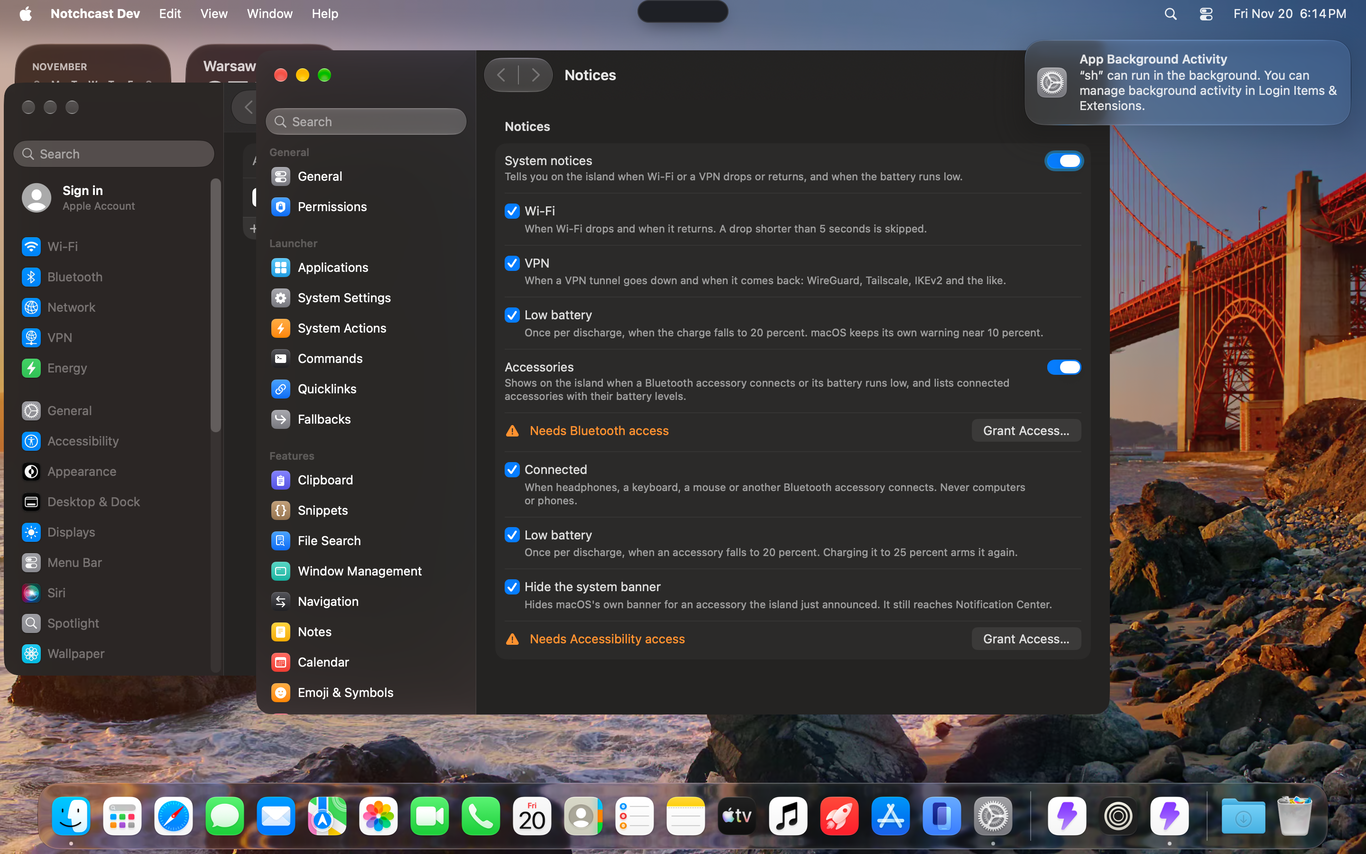 Notchcast Dev Edit View Window Help
Fri Nov 20 6:14 PM
NOVEMBER
Warsaw
App Background Activity
“sh” can run in the background. You can
manage background activity in Login Items &
Extensions.
Search
Sign in
Apple Account
Wi-Fi
Bluetooth
Network
VPN
Energy
General
Accessibility
Appearance
Desktop & Dock
Displays
Menu Bar
Siri
Spotlight
Wallpaper
Search
General
General
Permissions
Launcher
Applications
System Settings
System Actions
Commands
Quicklinks
Fallbacks
Features
Clipboard
Snippets
File Search
Window Management
Navigation
Notes
Calendar
Emoji & Symbols
Notices
Notices
System notices
Tells you on the island when Wi-Fi or a VPN drops or returns, and when the battery runs low.
Wi-Fi
When Wi-Fi drops and when it returns. A drop shorter than 5 seconds is skipped.
VPN
When a VPN tunnel goes down and when it comes back: WireGuard, Tailscale, IKEv2 and the like.
Low battery
Once per discharge, when the charge falls to 20 percent. macOS keeps its own warning near 10 percent.
Accessories
Shows on the island when a Bluetooth accessory connects or its battery runs low, and lists connected
accessories with their battery levels.
Needs Bluetooth access
Grant Access...
Connected
When headphones, a keyboard, a mouse or another Bluetooth accessory connects. Never computers
or phones.
Low battery
Once per discharge, when an accessory falls to 20 percent. Charging it to 25 percent arms it again.
Hide the system banner
Hides macOS's own banner for an accessory the island just announced. It still reaches Notification Center.
Needs Accessibility access
Grant Access...
Fri
20
tv